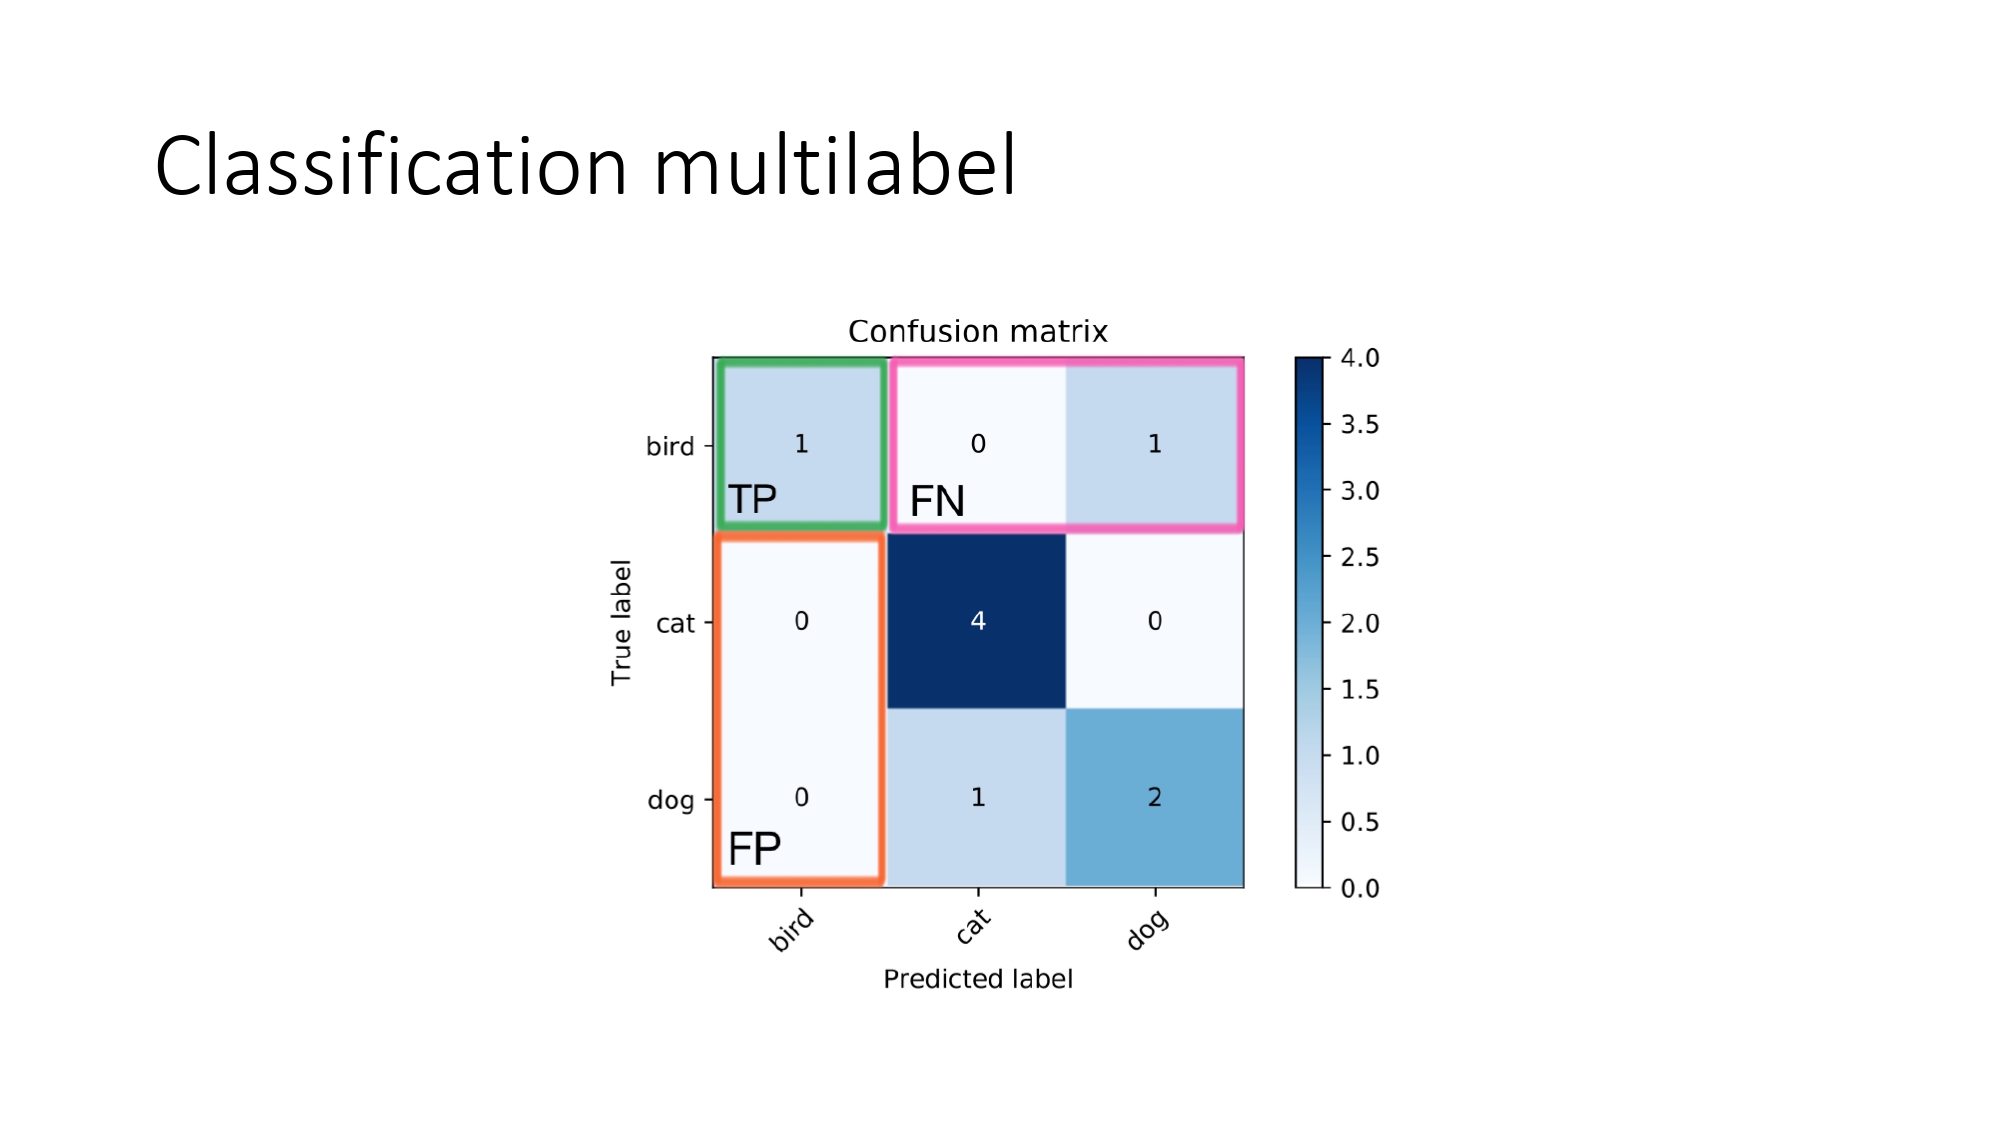 Classification multilabel
Confusion matrix
bird 1 0 1
TP FN
cat 0 4 0
dog 0 1 2
FP
bird cat dog
Predicted label
True label
4.0
3.5
3.0
2.5
2.0
1.5
1.0
0.5
0.0